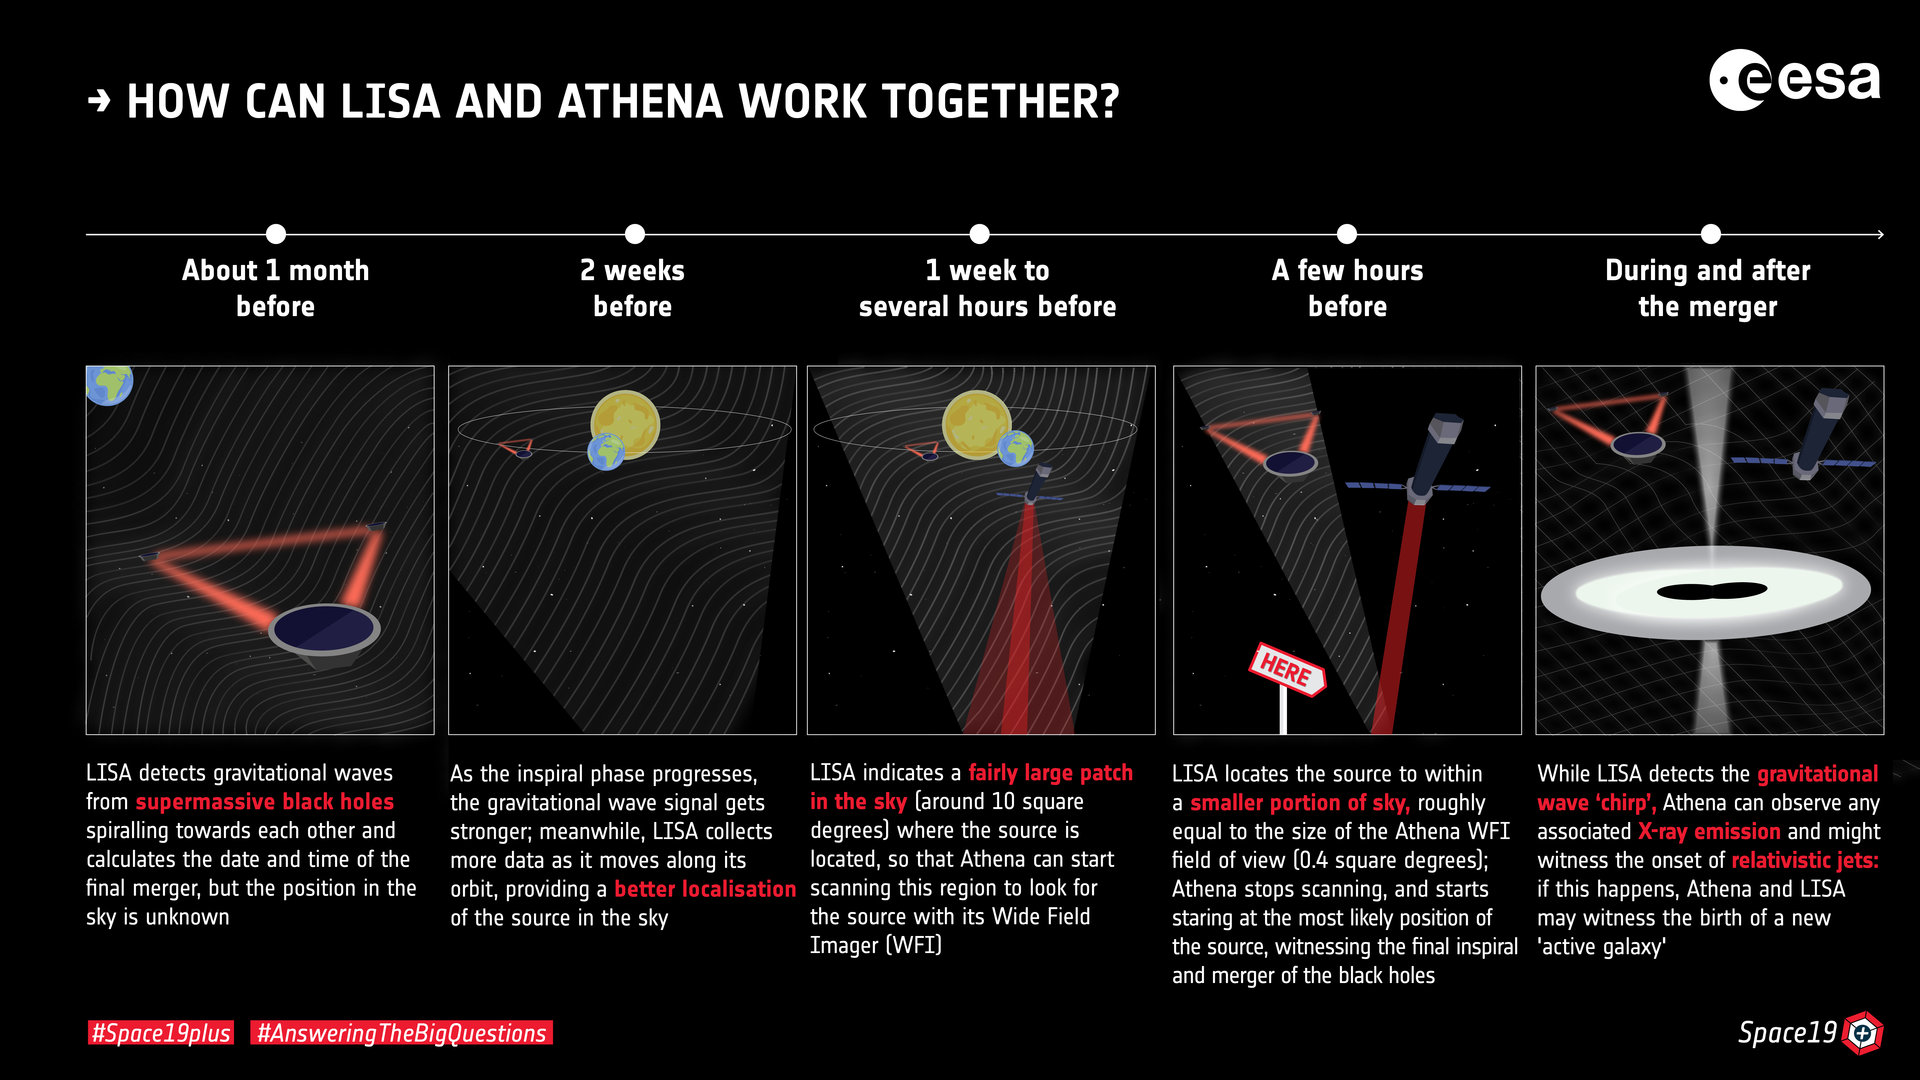 → HOW CAN LISA AND ATHENA WORK TOGETHER?
esa
About 1 month
before
2 weeks
before
1 week to
several hours before
A few hours
before
During and after
the merger
HERE
LISA detects gravitational waves
from supermassive black holes
spiralling towards each other and
calculates the date and time of the
final merger, but the position in the
sky is unknown
As the inspiral phase progresses,
the gravitational wave signal gets
stronger; meanwhile, LISA collects
more data as it moves along its
orbit, providing a better localisation
of the source in the sky
LISA indicates a fairly large patch
in the sky (around 10 square
degrees) where the source is
located, so that Athena can start
scanning this region to look for
the source with its Wide Field
Imager (WFI)
LISA locates the source to within
a smaller portion of sky, roughly
equal to the size of the Athena WFI
field of view (0.4 square degrees);
Athena stops scanning, and starts
staring at the most likely position of
the source, witnessing the final inspiral
and merger of the black holes
While LISA detects the gravitational
wave ‘chirp’, Athena can observe any
associated X-ray emission and might
witness the onset of relativistic jets:
if this happens, Athena and LISA
may witness the birth of a new
'active galaxy'
#Space19plus #AnsweringTheBigQuestions
Space19+